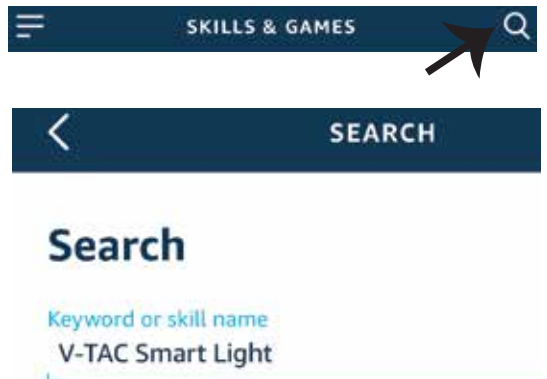 SKILLS & GAMES
SEARCH
Search
Keyword or skill name
V-TAC Smart Light